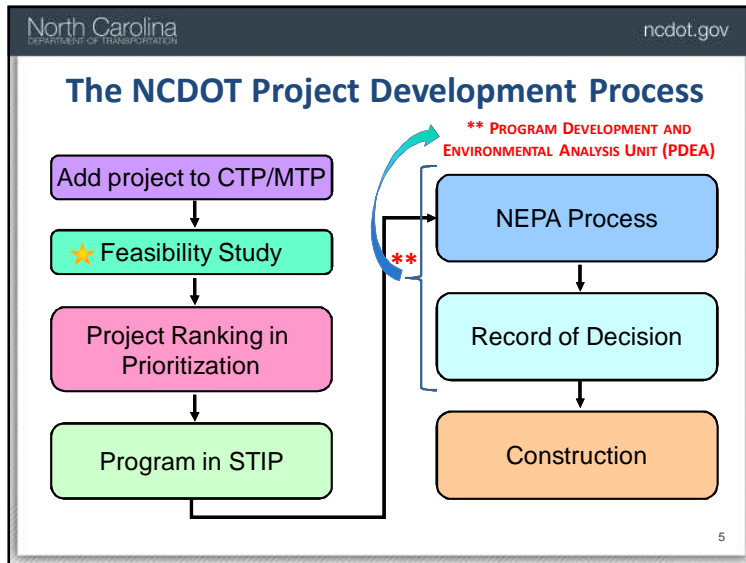 North Carolina
DEPARTMENT OF TRANSPORTATION
ncdot.gov
The NCDOT Project Development Process
** PROGRAM DEVELOPMENT AND
ENVIRONMENTAL ANALYSIS UNIT (PDEA)
Add project to CTP/MTP
Feasibility Study
Project Ranking in
Prioritization
Program in STIP
**
NEPA Process
Record of Decision
Construction
5